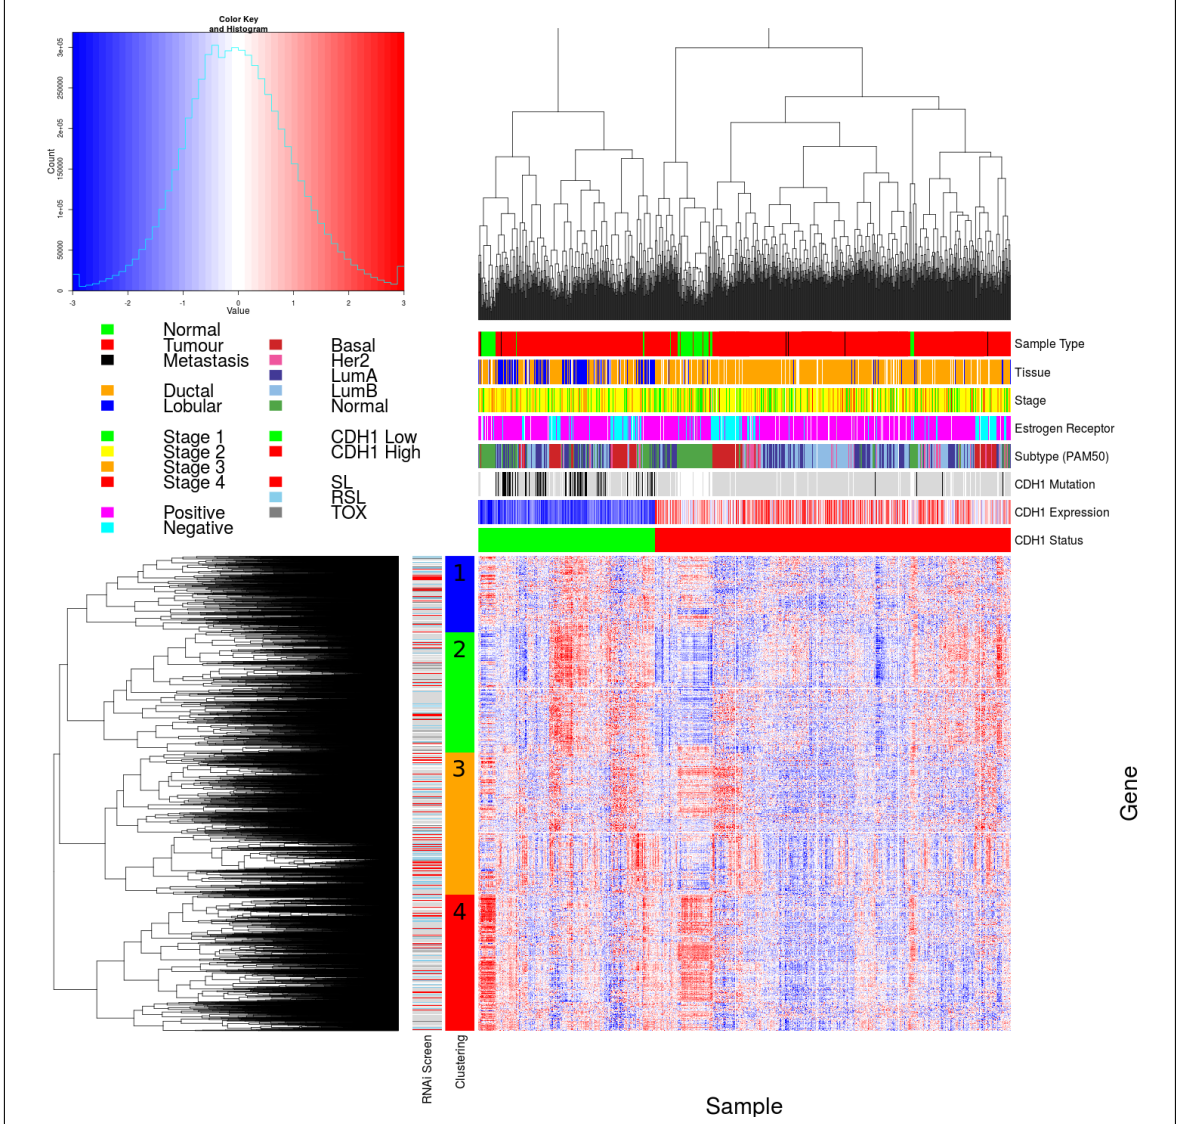 Color Key
and Histogram
Count
0
50000
1e+05
150000
2e+05
250000
3e+05
-3 -2 -1 0 1 2 3
Value
Normal
Tumour
Metastasis
Ductal
Lobular
Stage 1
Stage 2
Stage 3
Stage 4
Positive
Negative
Basal
Her2
LumA
LumB
Normal
CDH1 Low
CDH1 High
SL
RSL
TOX
Sample Type
Tissue
Stage
Estrogen Receptor
Subtype (PAM50)
CDH1 Mutation
CDH1 Expression
CDH1 Status
1
2
3
4
Gene
RNAi Screen
Clustering
Sample